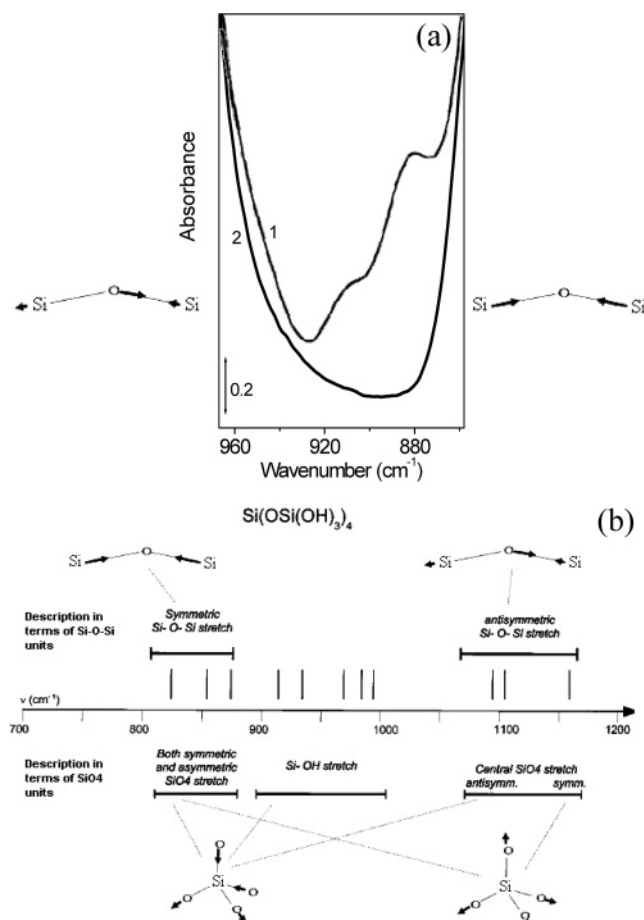 (a)
Absorbance
2
1
0.2
960
920
880
Wavenumber (cm⁻¹)
Si
O
Si
Si
O
Si
Si(OSi(OH)₃)₄
(b)
Si
O
Si
Si
O
Si
Description in
terms of Si-O-Si
units
Symmetric
Si- O- Si stretch
antisymmetric
Si- O- Si stretch
ν (cm⁻¹)
700
800
900
1000
1100
1200
Description in
terms of SiO4
units
Both symmetric
and asymmetric
SiO4 stretch
Si- OH stretch
Central SiO4 stretch
antisymm.
symm.
O
Si
O
O
O
O
Si
O
O
O